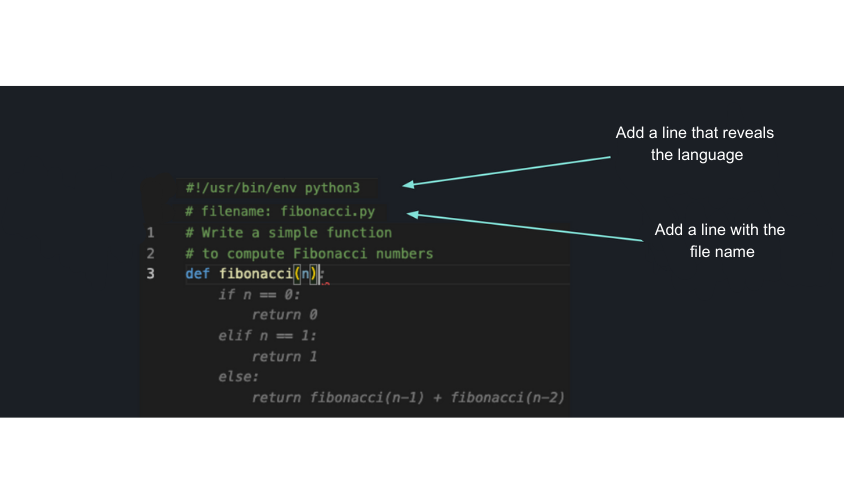 Add a line that reveals
the language
#!/usr/bin/env python3
# filename: fibonacci.py
Add a line with the
file name
1 # Write a simple function
2 # to compute Fibonacci numbers
3 def fibonacci(n):
if n == 0:
return 0
elif n == 1:
return 1
else:
return fibonacci(n-1) + fibonacci(n-2)